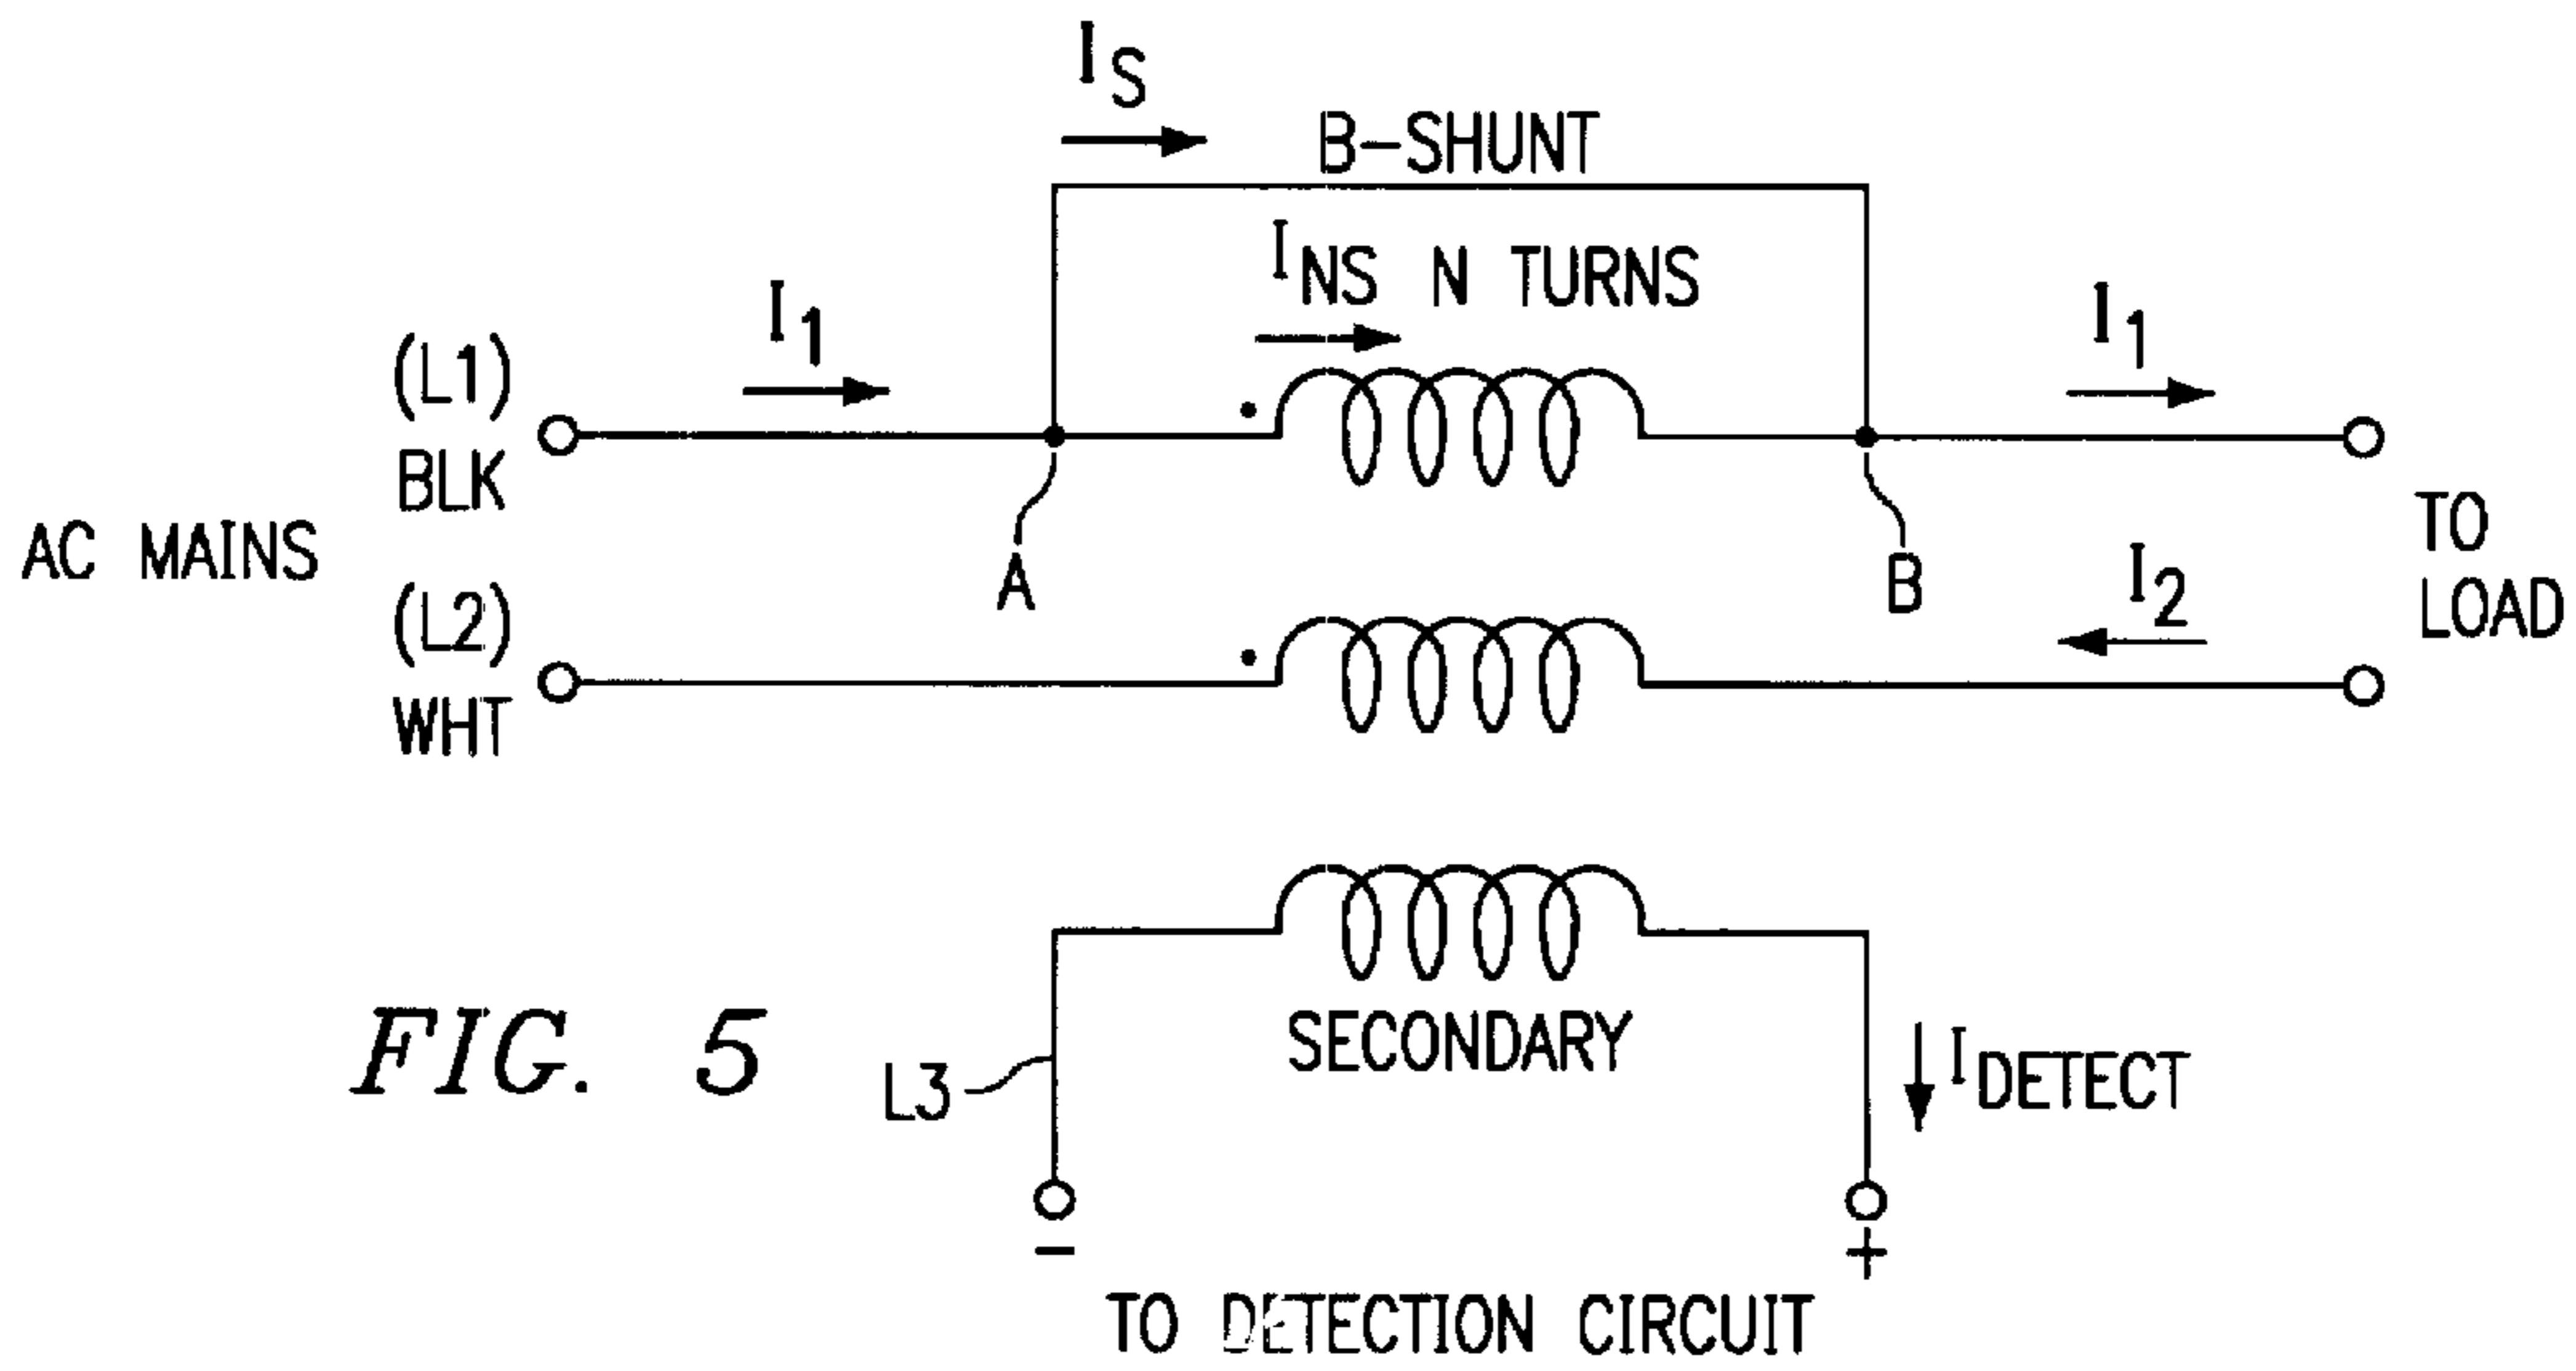 I_S
B-SHUNT
I_NS N TURNS
I_1
I_1
(L1)
BLK
AC MAINS
A
B
TO
LOAD
I_2
(L2)
WHT
SECONDARY
FIG. 5
L3
I_DETECT
-
+
TO DETECTION CIRCUIT